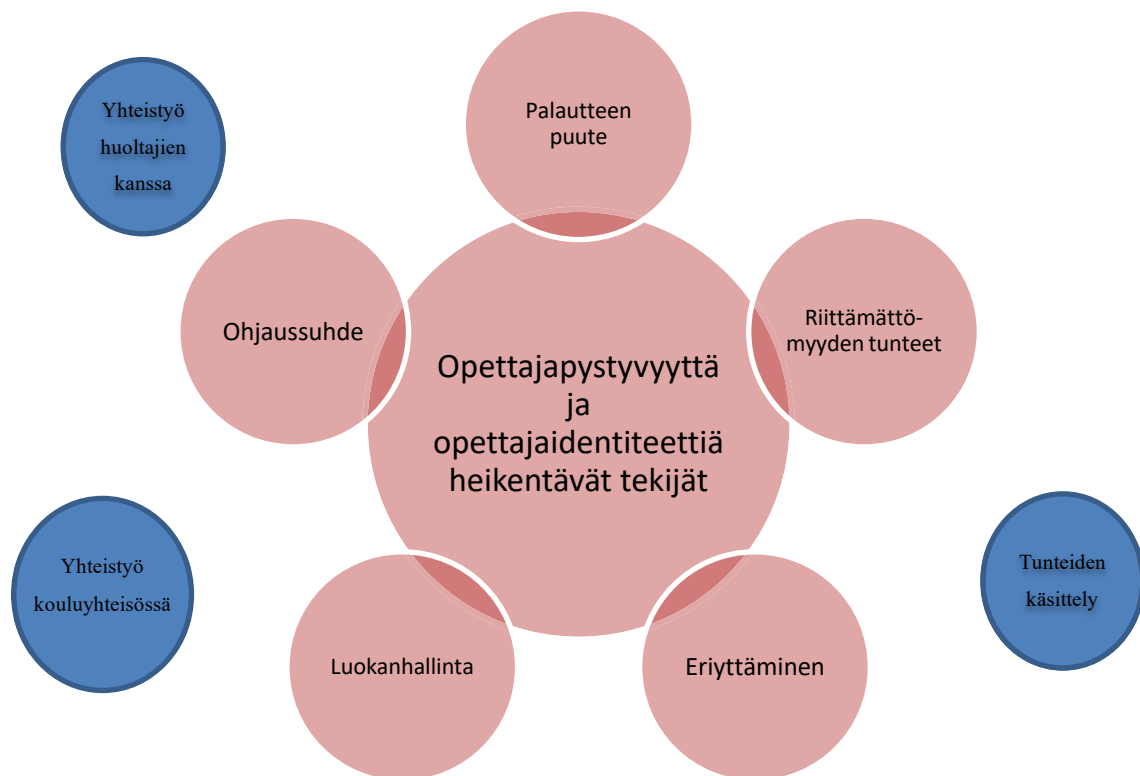 Yhteistyö
huoltajien
kanssa
Palautteen
puute
Ohjaussuhde
Riittämättö-
myyden tunteet
Opettajapystyvyyttä
ja
opettajaidentiteettiä
heikentävät tekijät
Yhteistyö
kouluyhteisössä
Tunteiden
käsittely
Luokanhallinta
Eriyttäminen